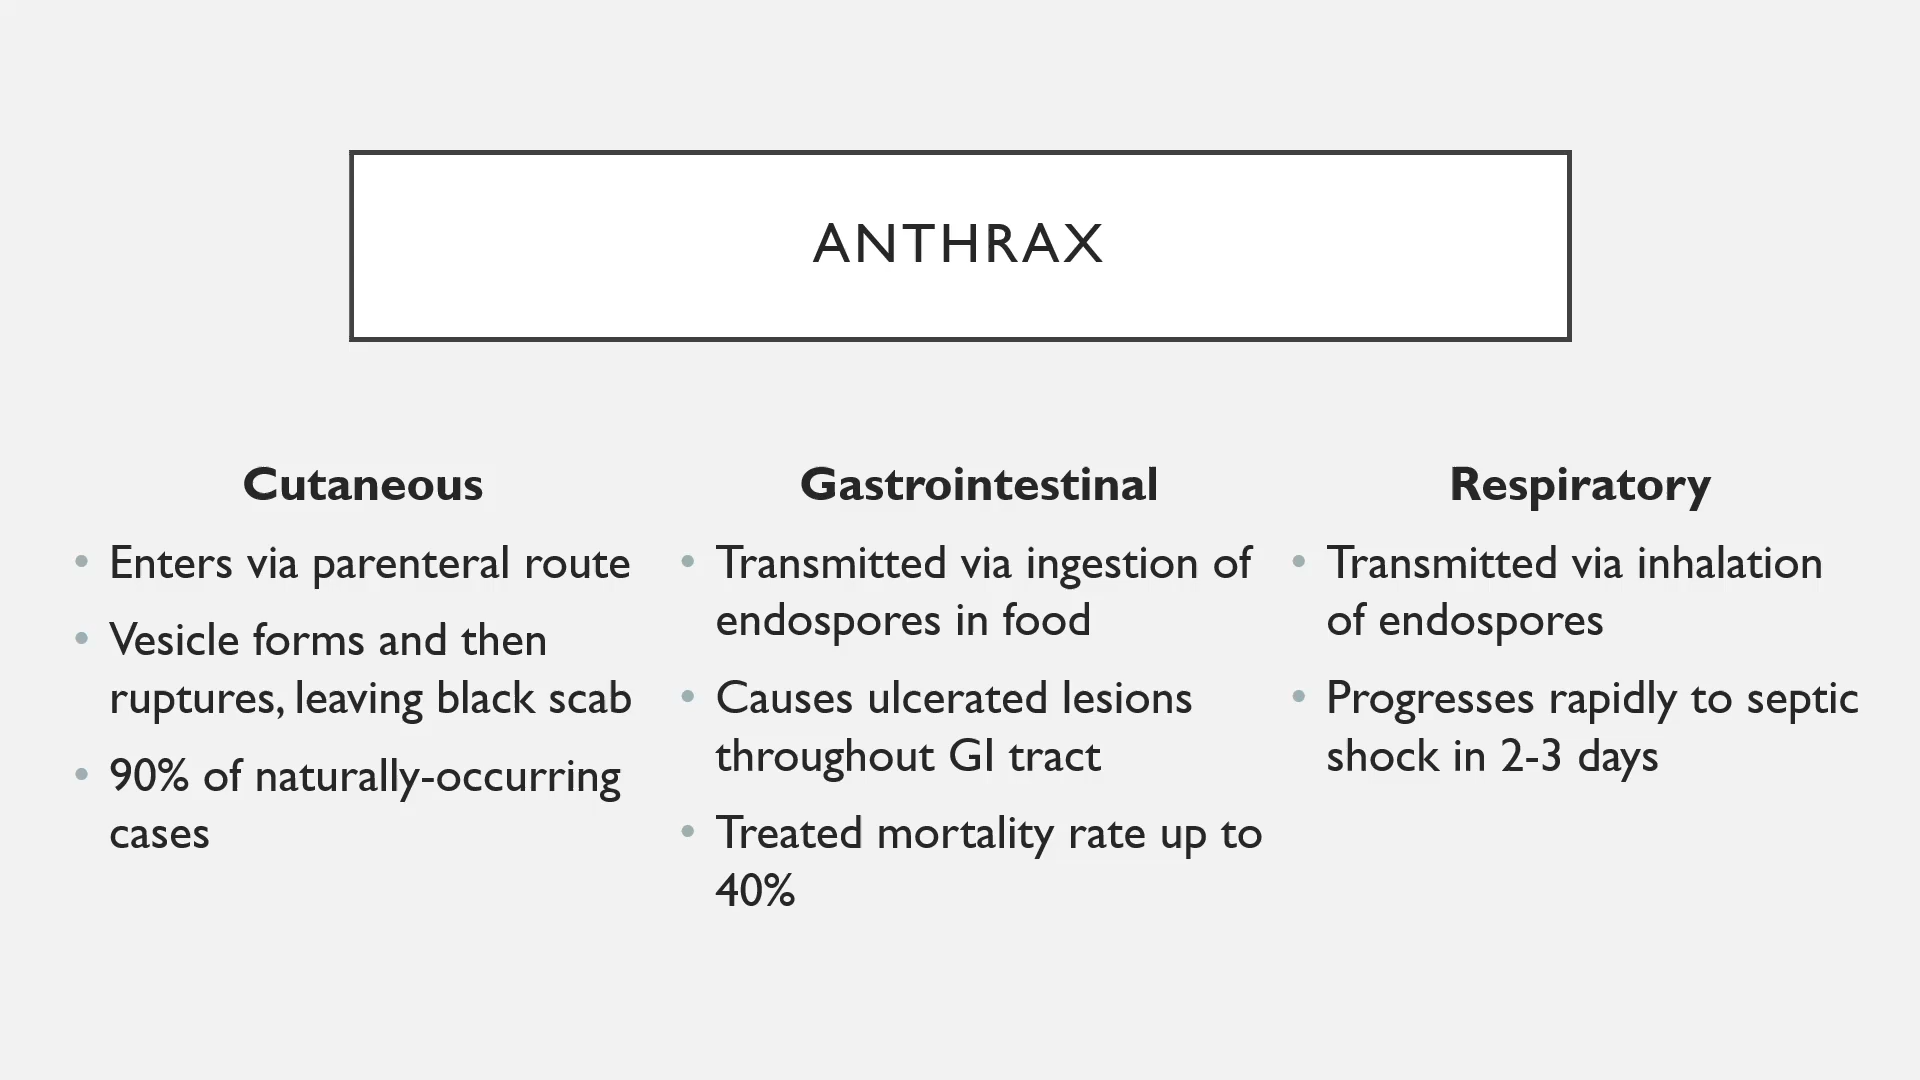 ANTHRAX
Cutaneous
• Enters via parenteral route
• Vesicle forms and then
ruptures, leaving black scab
• 90% of naturally-occurring
cases
Gastrointestinal
• Transmitted via ingestion of
endospores in food
• Causes ulcerated lesions
throughout GI tract
• Treated mortality rate up to
40%
Respiratory
• Transmitted via inhalation
of endospores
• Progresses rapidly to septic
shock in 2-3 days